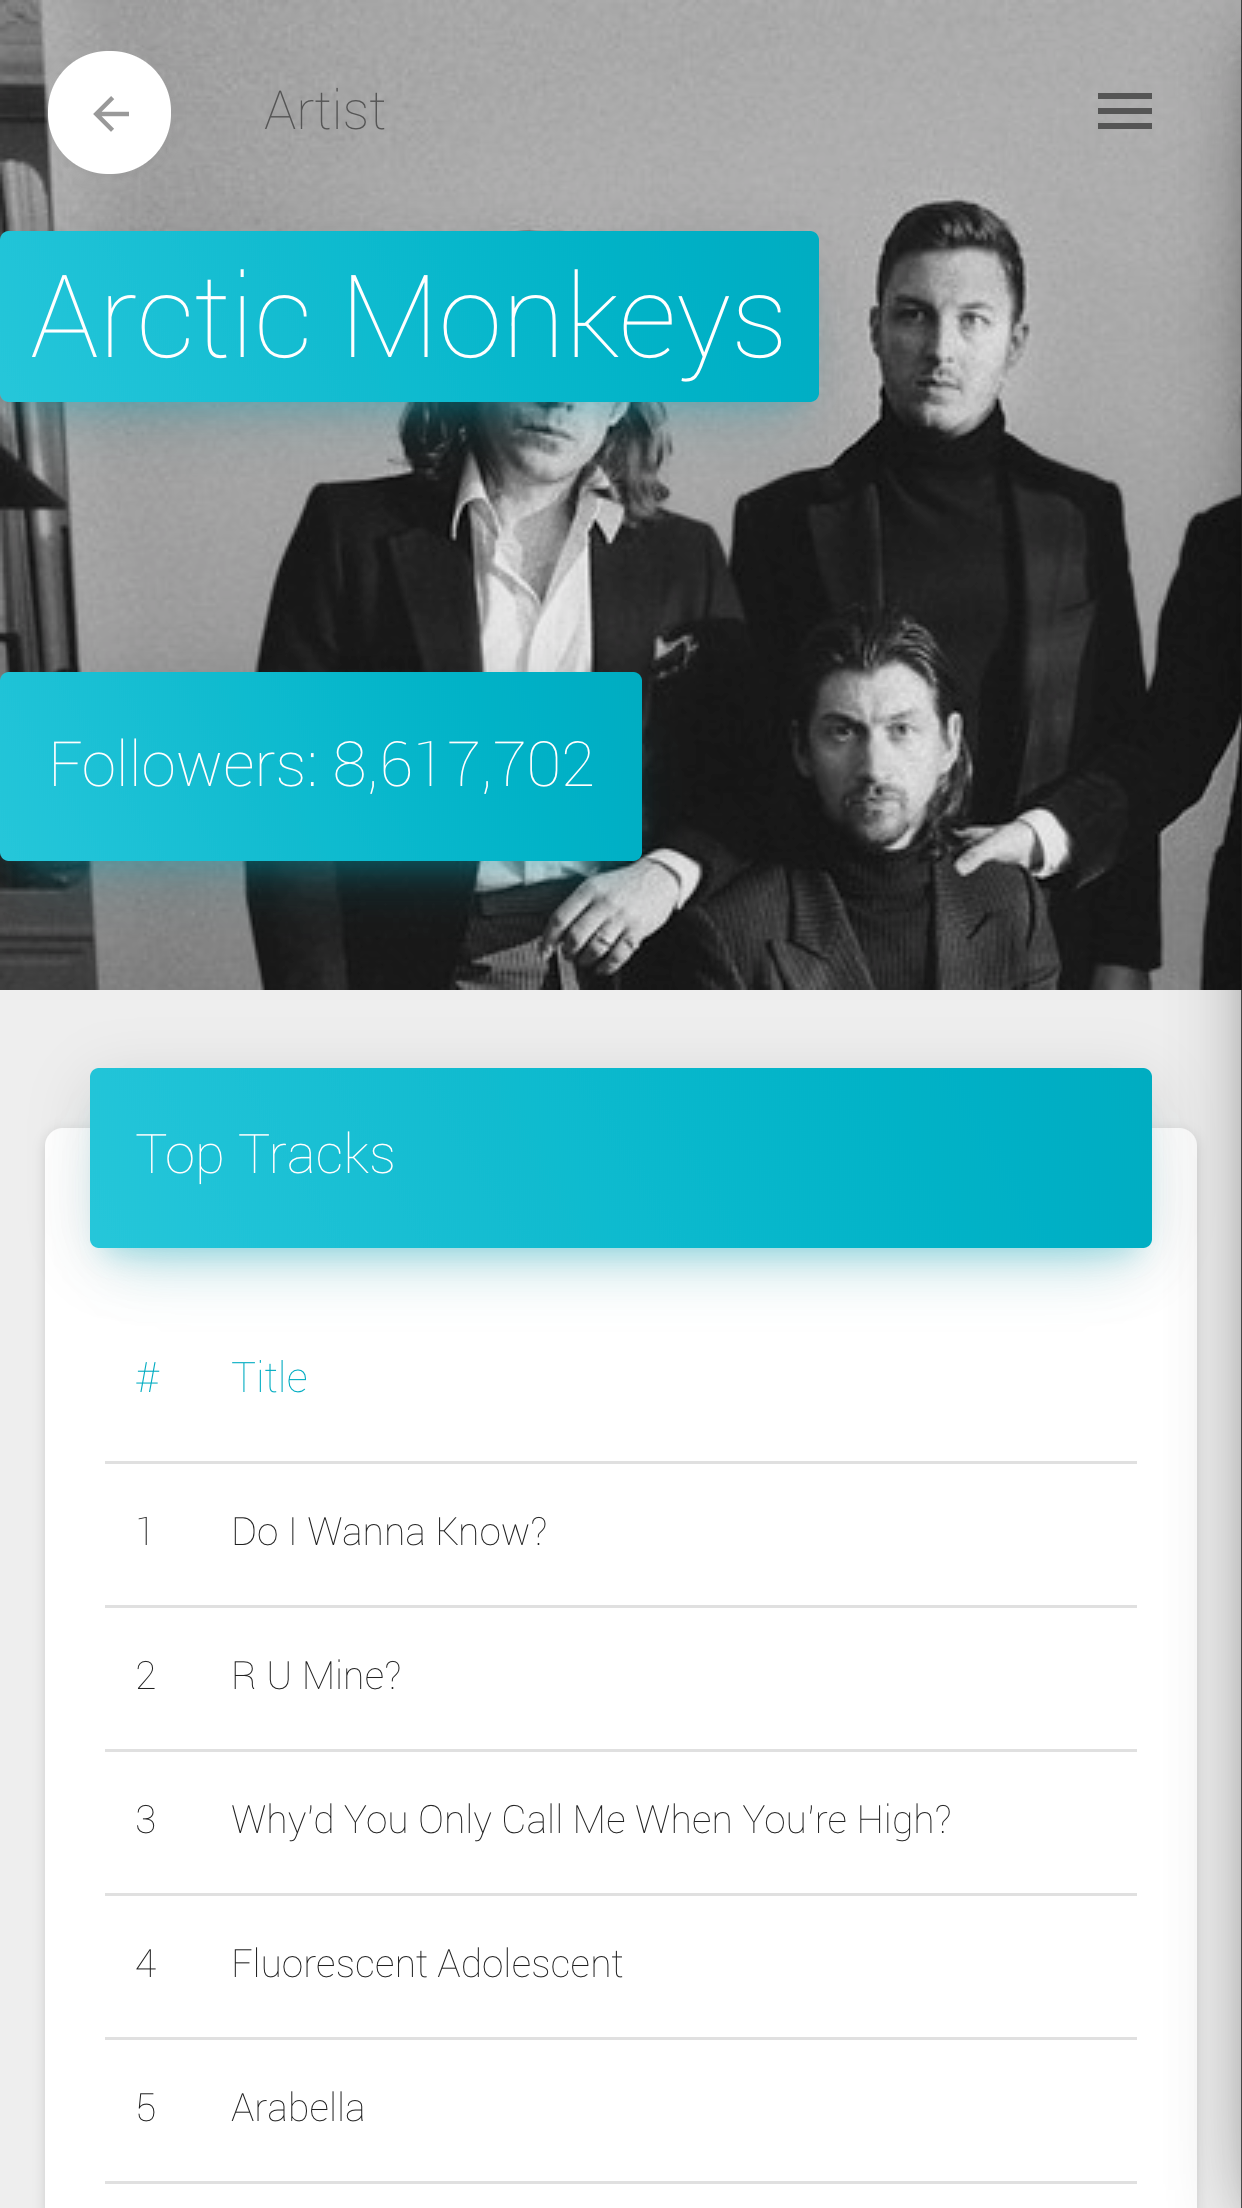 Artist
Arctic Monkeys
Followers: 8,617,702
Top Tracks
# Title
1 Do I Wanna Know?
2 R U Mine?
3 Why'd You Only Call Me When You're High?
4 Fluorescent Adolescent
5 Arabella